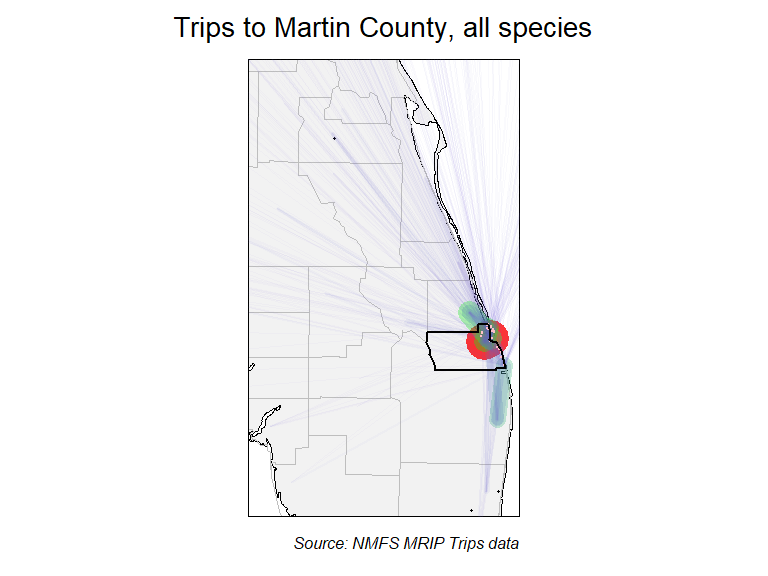 Trips to Martin County, all species
Source: NMFS MRIP Trips data